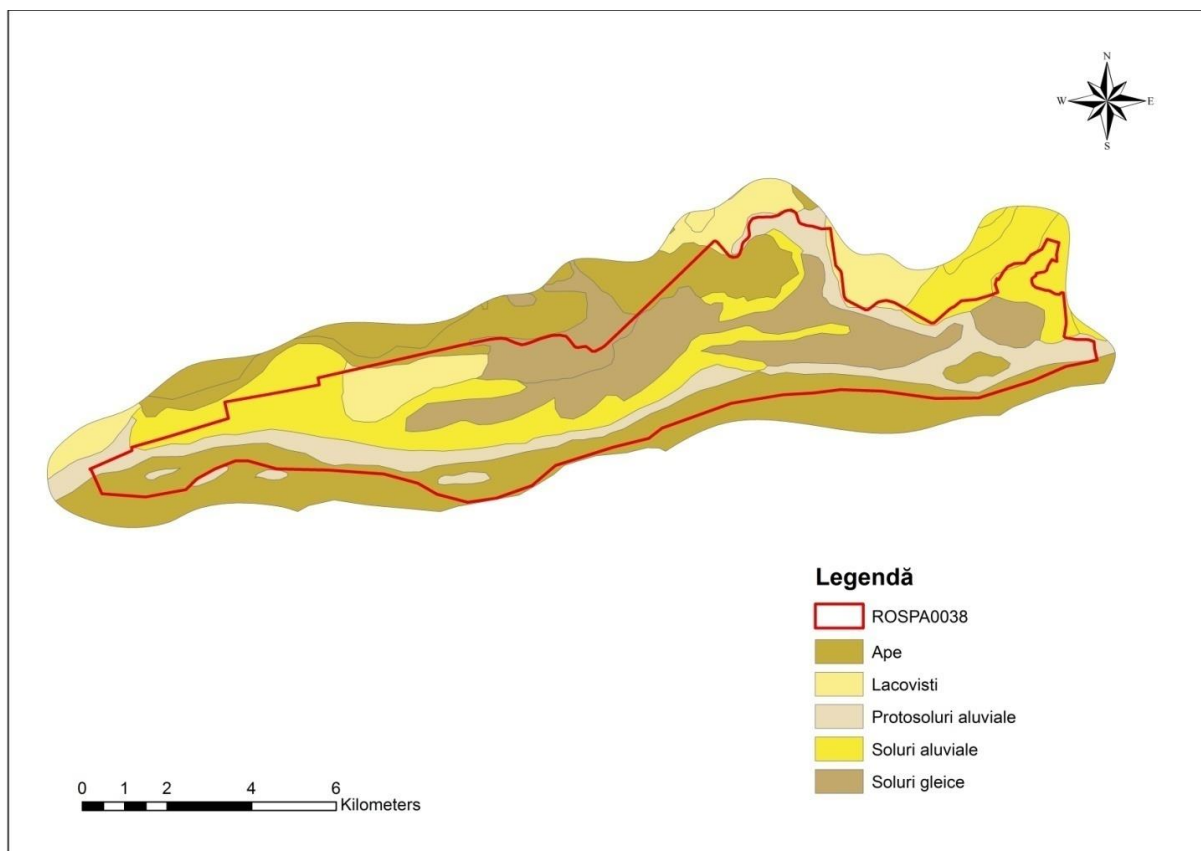 N
W E
S
Legendă
ROSPA0038
Ape
Lacovisti
Protosoluri aluviale
Soluri aluviale
Soluri gleice
0 1 2 4 6
Kilometers